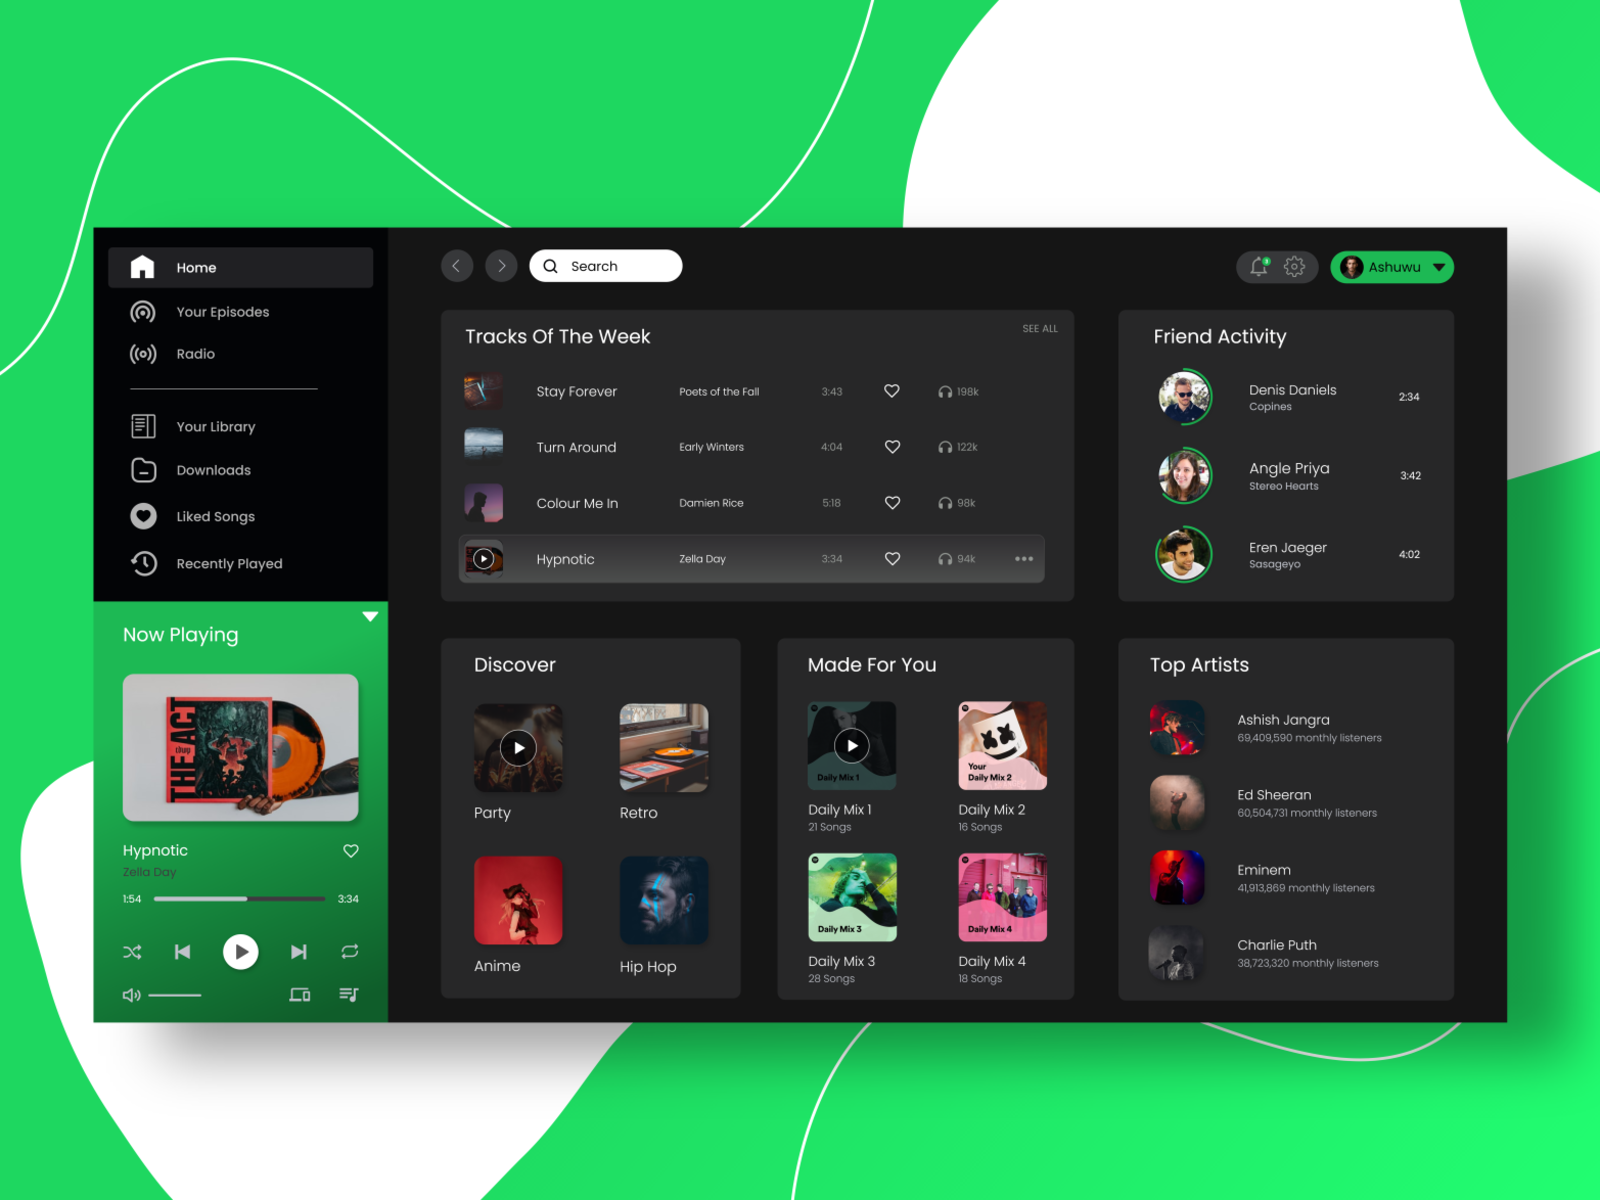 Home
Your Episodes
Radio
Your Library
Downloads
Liked Songs
Recently Played
Now Playing
THE ACT
Hypnotic
Zella Day
1:54
3:34
Search
3
Ashuwu
Tracks Of The Week
SEE ALL
Stay Forever Poets of the Fall 3:43 198k
Turn Around Early Winters 4:04 122k
Colour Me In Damien Rice 5:18 98k
Hypnotic Zella Day 3:34 94k
Friend Activity
Denis Daniels
Copines
2:34
Angle Priya
Stereo Hearts
3:42
Eren Jaeger
Sasageyo
4:02
Discover
Party
Retro
Anime
Hip Hop
Made For You
Daily Mix 1
Daily Mix 1
21 Songs
Your
Daily Mix 2
Daily Mix 2
16 Songs
Daily Mix 3
Daily Mix 3
28 Songs
Daily Mix 4
Daily Mix 4
18 Songs
Top Artists
Ashish Jangra
69,409,590 monthly listeners
Ed Sheeran
60,504,731 monthly listeners
Eminem
41,913,869 monthly listeners
Charlie Puth
38,723,320 monthly listeners